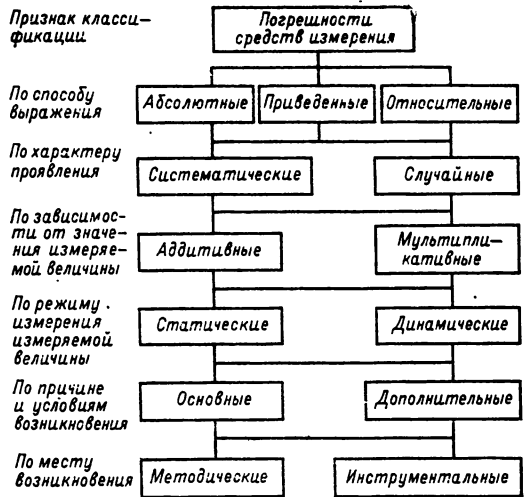 Признак класси-
фикации
Погрешности
средств измерения
По способу
выражения
Абсолютные
Приведенные
Относительные
По характеру
проявления
Систематические
Случайные
По зависимос-
ти от значе-
ния измеряе-
мой величины
Аддитивные
Мультипли-
кативные
По режиму
измерения
измеряемой
величины
Статические
Динамические
По причине
и условиям
возникновения
Основные
Дополнительные
По месту
возникновения
Методические
Инструментальные